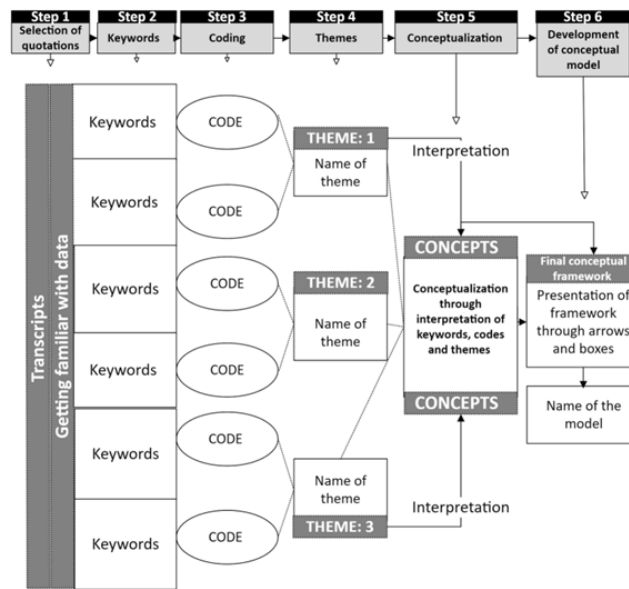 Step 1
Selection of
quotations
Step 2
Keywords
Step 3
Coding
Step 4
Themes
Step 5
Conceptualization
Step 6
Development
of conceptual
model
Transcripts
Getting familiar with data
Keywords
Keywords
Keywords
Keywords
Keywords
Keywords
CODE
CODE
CODE
CODE
CODE
CODE
THEME: 1
Name of
theme
THEME: 2
Name of
theme
Name of
theme
THEME: 3
Interpretation
CONCEPTS
Conceptualization
through
interpretation of
keywords, codes
and themes
CONCEPTS
Interpretation
Final conceptual
framework
Presentation of
framework
through arrows
and boxes
Name of the
model